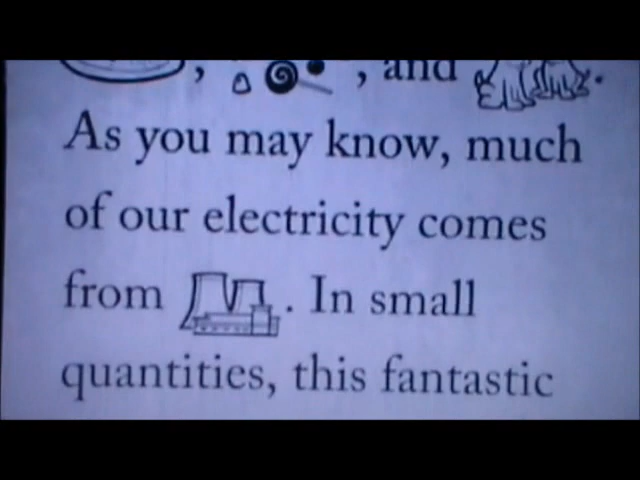 , , and .
As you may know, much
of our electricity comes
from . In small
quantities, this fantastic